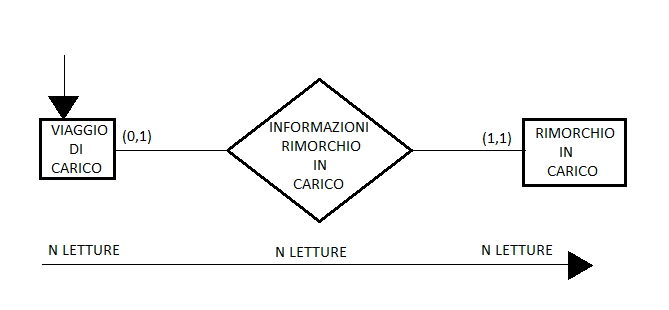 VIAGGIO
DI
CARICO
(0,1)
INFORMAZIONI
RIMORCHIO
IN
CARICO
(1,1)
RIMORCHIO
IN
CARICO
N LETTURE
N LETTURE
N LETTURE